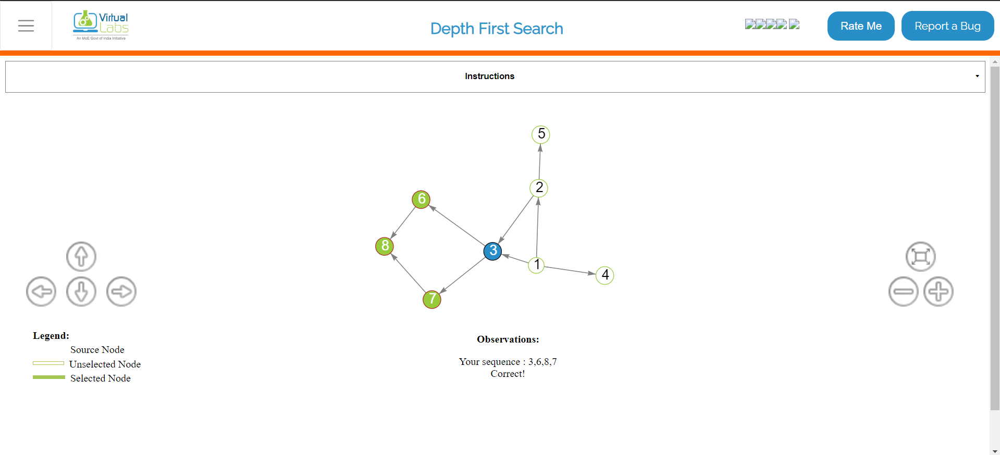 Virtual
Labs
An MoE Govt of India Initiative
Depth First Search
Rate Me
Report a Bug
Instructions
5
2
6
8
3
1
4
7
Legend:
Source Node
Unselected Node
Selected Node
Observations:
Your sequence : 3,6,8,7
Correct!